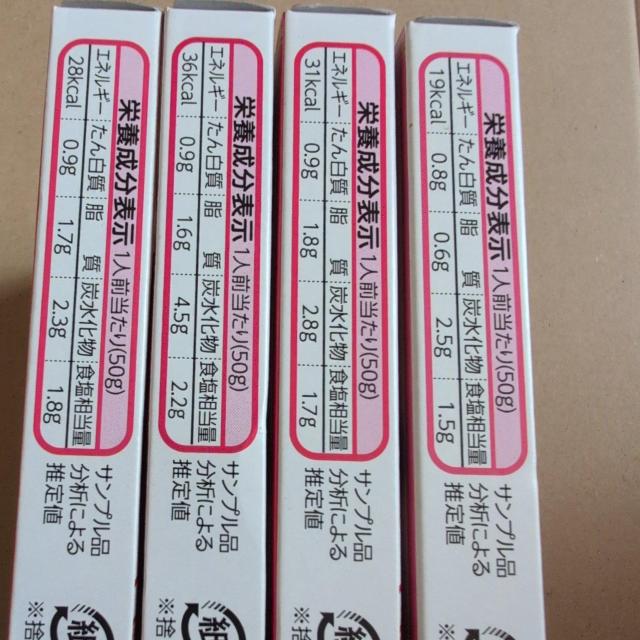 栄養成分表示 1人前当たり(50g)
エネルギー たん白質 脂 質 炭水化物 食塩相当量
28kcal 0.9g 1.7g 2.3g 1.8g
サンプル品
分析による
推定値
※捨
栄養成分表示 1人前当たり(50g)
エネルギー たん白質 脂 質 炭水化物 食塩相当量
36kcal 0.9g 1.6g 4.5g 2.2g
サンプル品
分析による
推定値
組
※捨
栄養成分表示 1人前当たり(50g)
エネルギー たん白質 脂 質 炭水化物 食塩相当量
31kcal 0.9g 1.8g 2.8g 1.7g
サンプル品
分析による
推定値
※捨
栄養成分表示 1人前当たり(50g)
エネルギー たん白質 脂 質 炭水化物 食塩相当量
19kcal 0.8g 0.6g 2.5g 1.5g
サンプル品
分析による
推定値